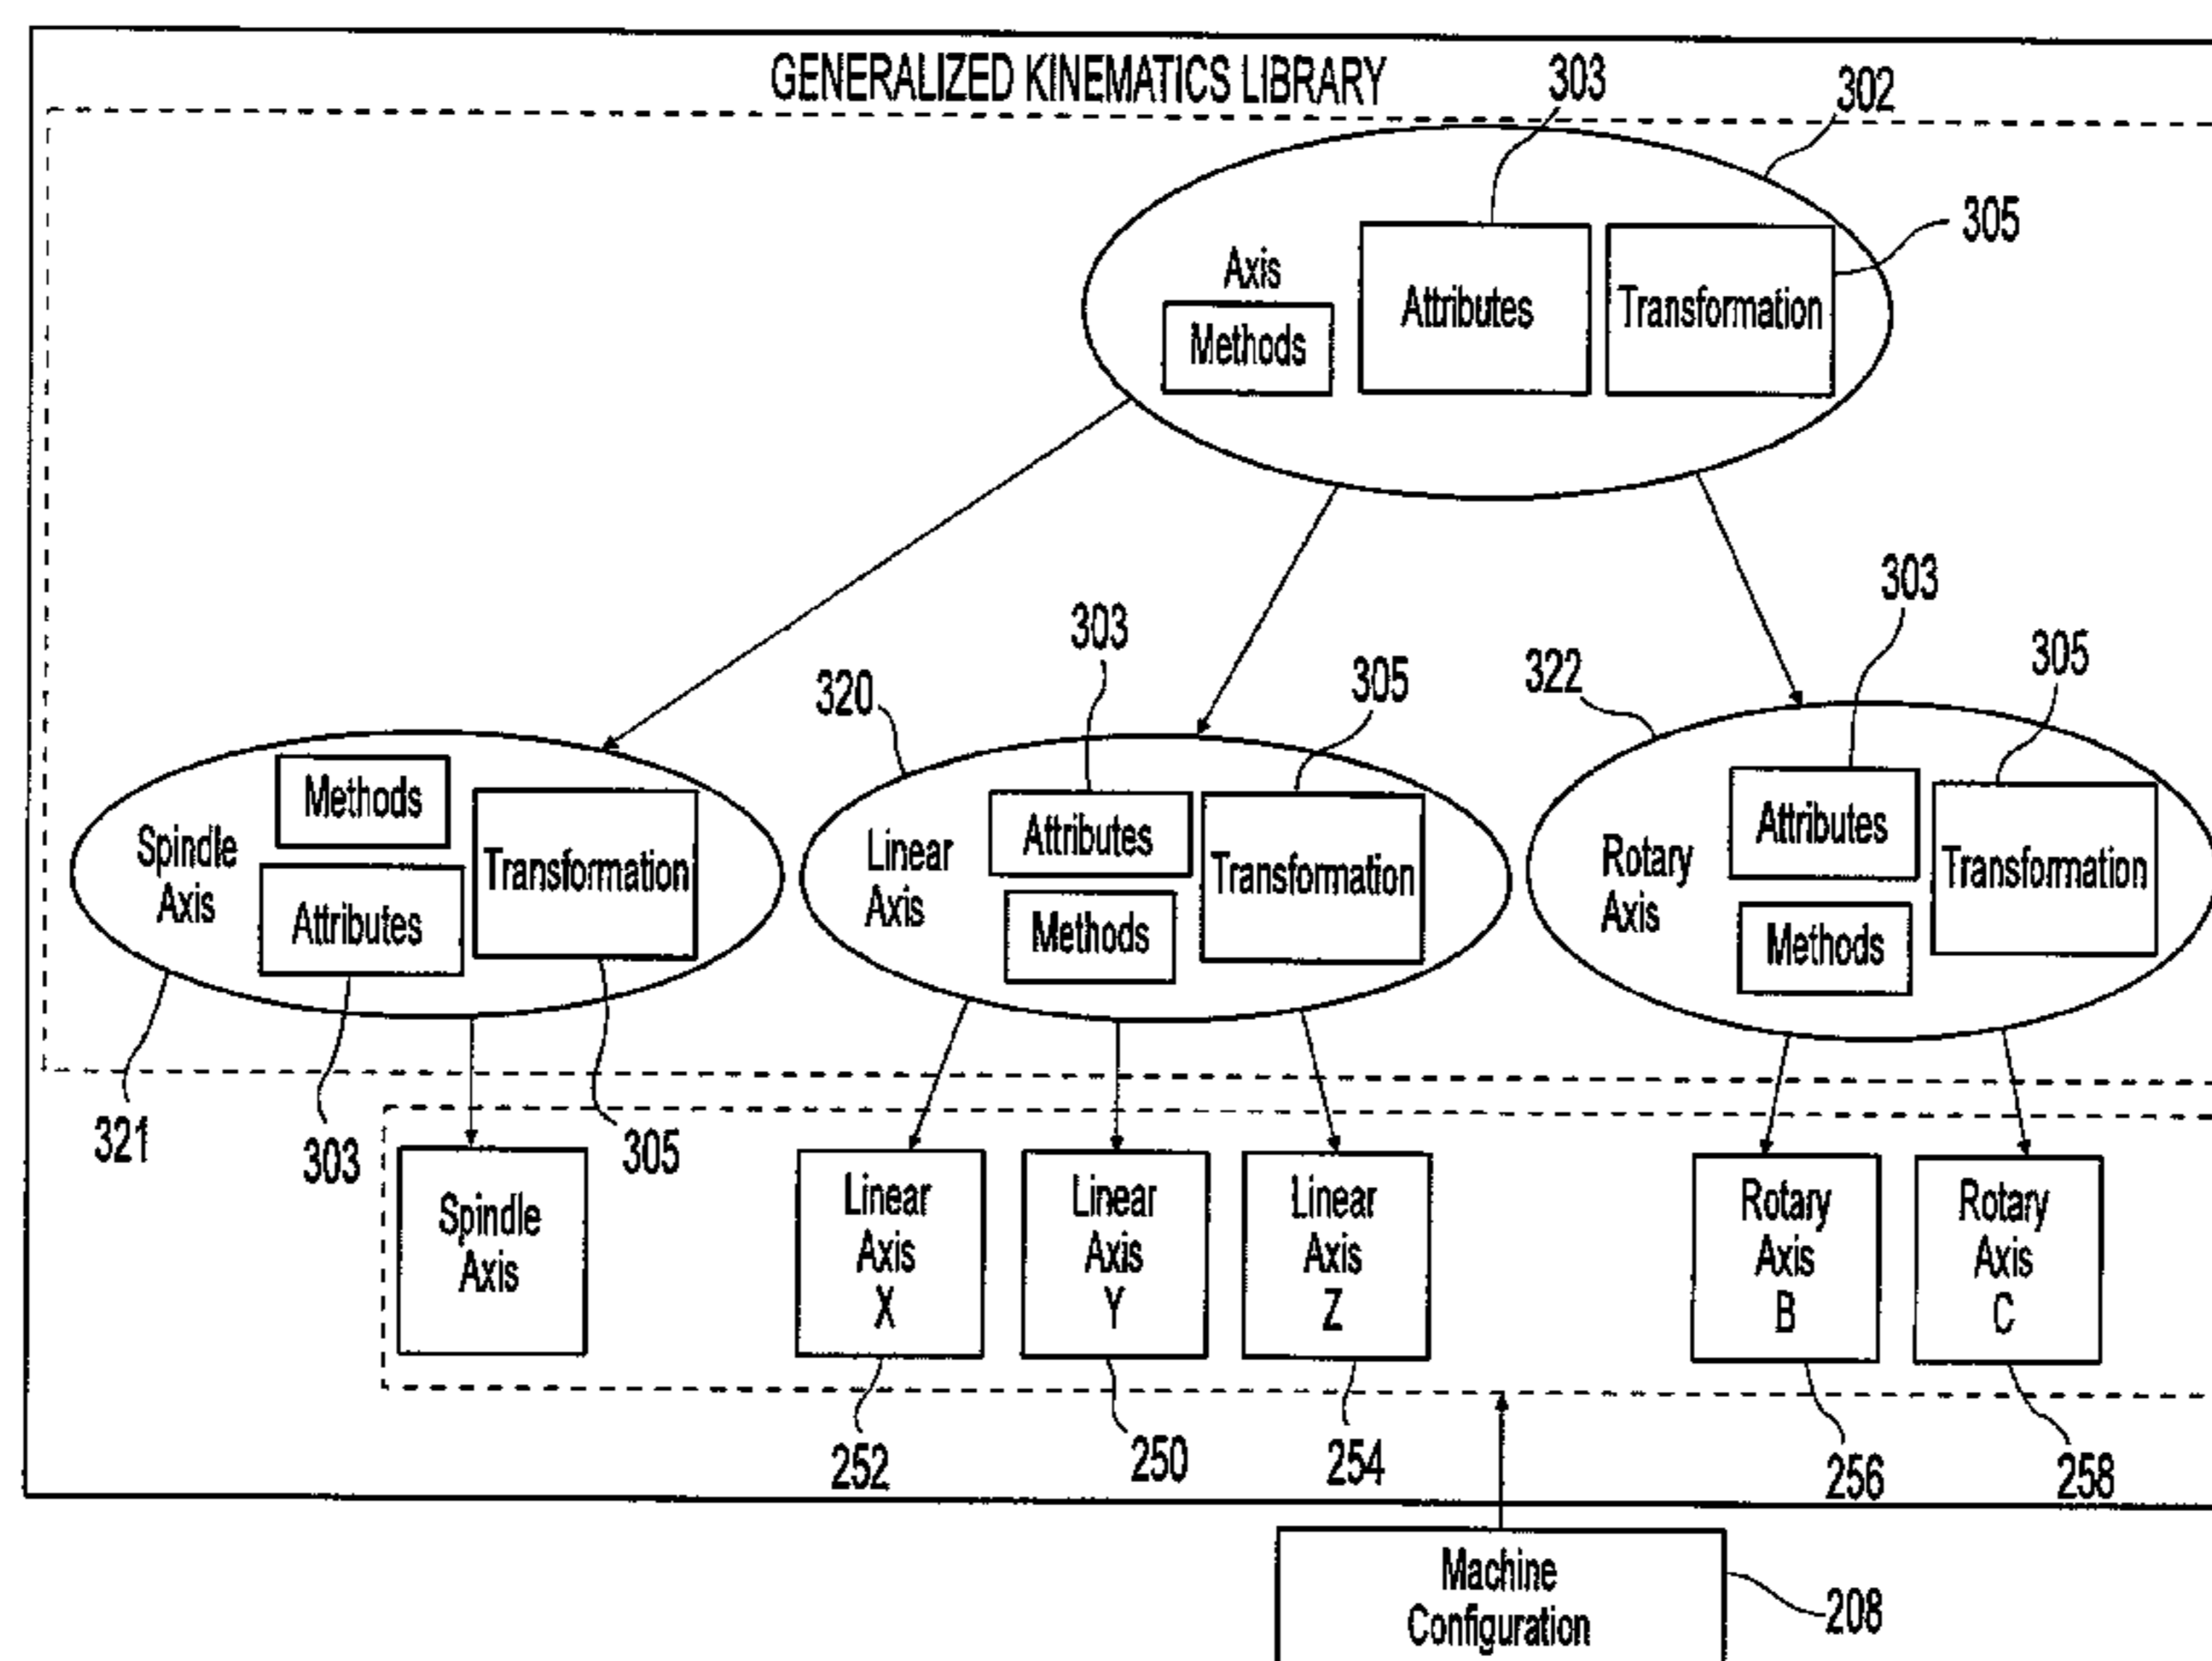 GENERALIZED KINEMATICS LIBRARY
303
302
305
Axis
Methods
Attributes
Transformation
303
305
320
303
305
322
Spindle
Axis
Methods
Attributes
Transformation
Linear
Axis
Attributes
Methods
Transformation
Rotary
Axis
Attributes
Methods
Transformation
321
303
305
Spindle
Axis
Linear
Axis
X
Linear
Axis
Y
Linear
Axis
Z
Rotary
Axis
B
Rotary
Axis
C
252
250
254
256
258
Machine
Configuration
208